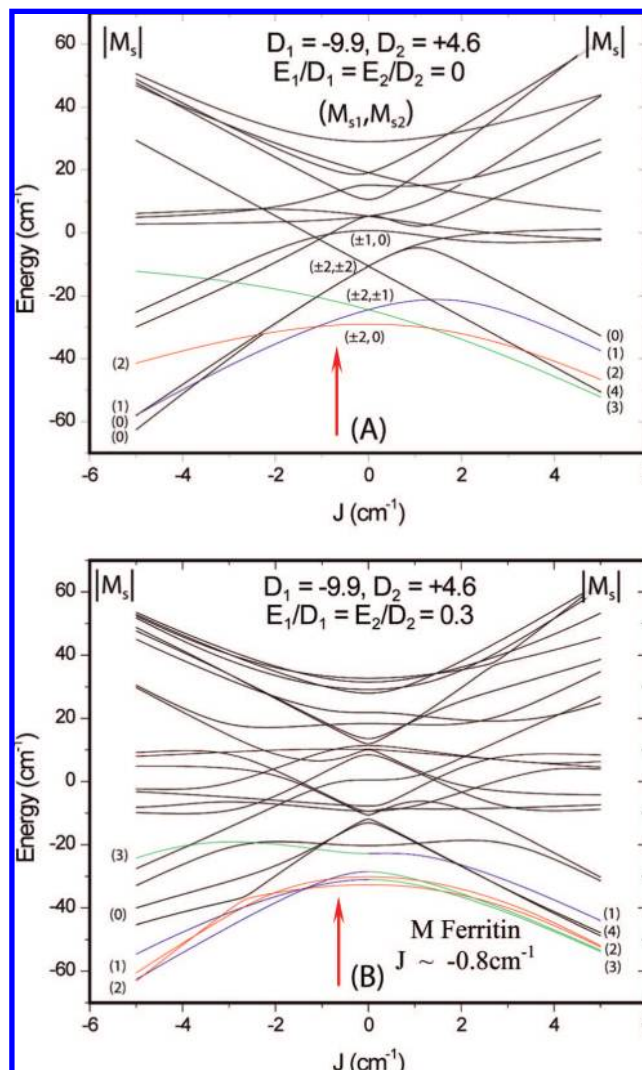 60
|Mₛ|
D₁ = -9.9, D₂ = +4.6
E₁/D₁ = E₂/D₂ = 0
(Mₛ₁,Mₛ₂)
|Mₛ|
40
20
0
-20
-40
-60
Energy (cm⁻¹)
(±1,0)
(±2,±2)
(±2,±1)
(±2,0)
(2)
(1)
(0)
(0)
(0)
(1)
(2)
(4)
(3)
(A)
-6 -4 -2 0 2 4 6
J (cm⁻¹)
60
|Mₛ|
D₁ = -9.9, D₂ = +4.6
E₁/D₁ = E₂/D₂ = 0.3
|Mₛ|
40
20
0
-20
-40
-60
Energy (cm⁻¹)
(3)
(0)
(1)
(2)
(1)
(4)
(2)
(3)
M Ferritin
J ~ -0.8cm⁻¹
(B)
-6 -4 -2 0 2 4 6
J (cm⁻¹)